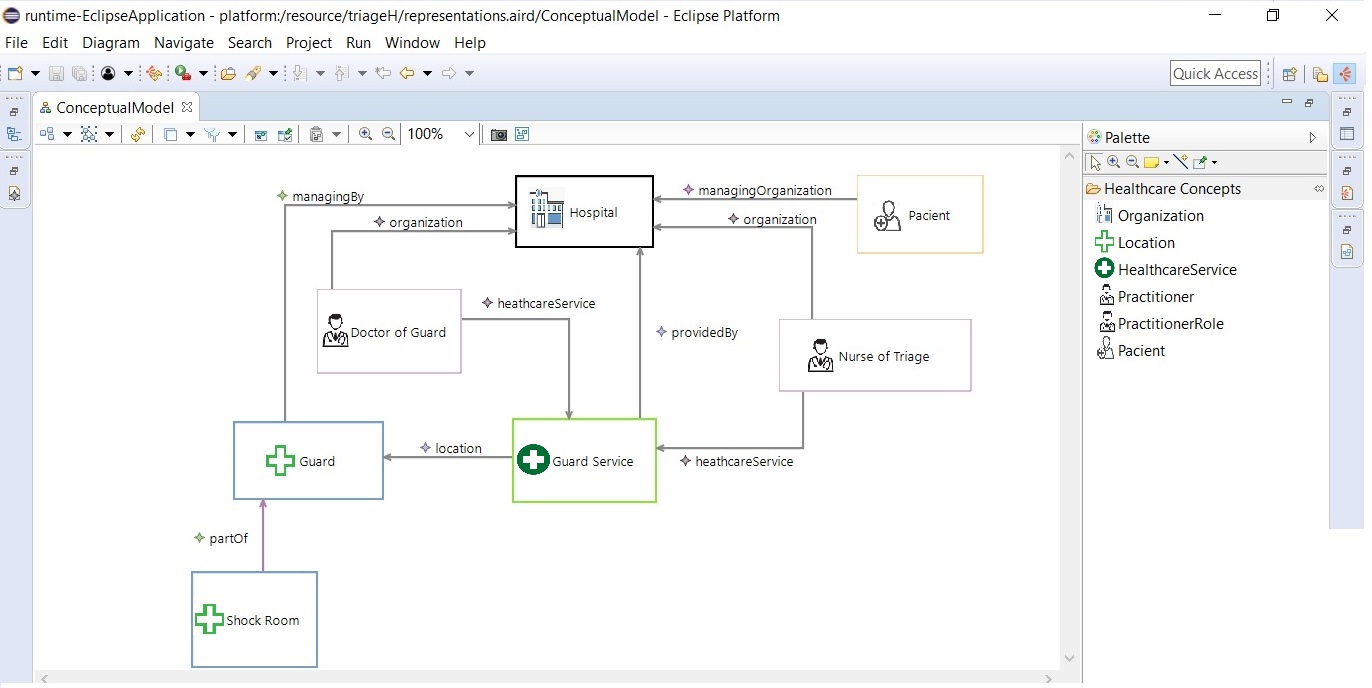 runtime-EclipseApplication - platform:/resource/triageH/representations.aird/ConceptualModel - Eclipse Platform
File Edit Diagram Navigate Search Project Run Window Help
Quick Access
ConceptualModel
100%
Palette
Healthcare Concepts
Organization
Location
HealthcareService
Practitioner
PractitionerRole
Pacient
managingBy
managingOrganization
organization
organization
Hospital
Pacient
heathcareService
Doctor of Guard
providedBy
Nurse of Triage
location
Guard
Guard Service
heathcareService
partOf
Shock Room